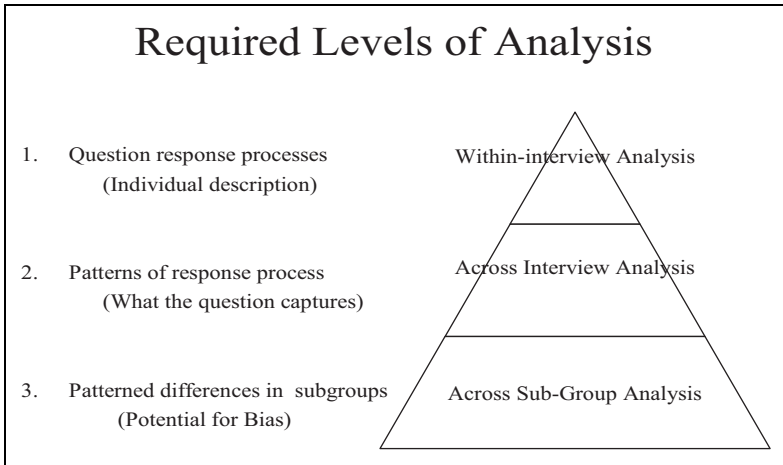 Required Levels of Analysis
1. Question response processes
(Individual description)
Within-interview Analysis
2. Patterns of response process
(What the question captures)
Across Interview Analysis
3. Patterned differences in subgroups
(Potential for Bias)
Across Sub-Group Analysis